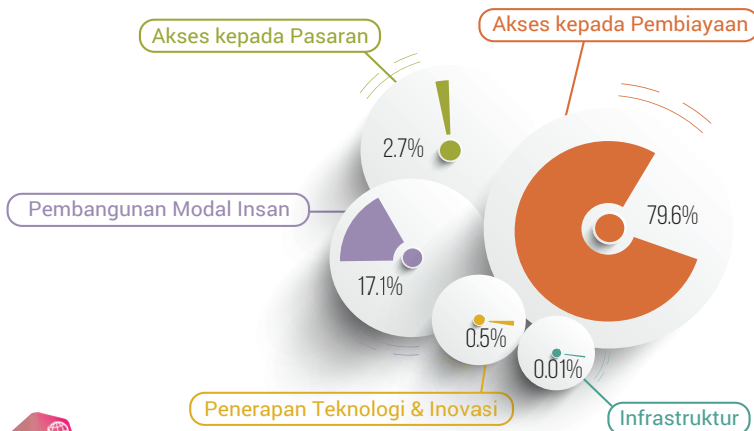 Akses kepada Pembiayaan
Akses kepada Pasaran
2.7%
79.6%
Pembangunan Modal Insan
17.1%
0.5%
0.01%
Penerapan Teknologi & Inovasi
Infrastruktur